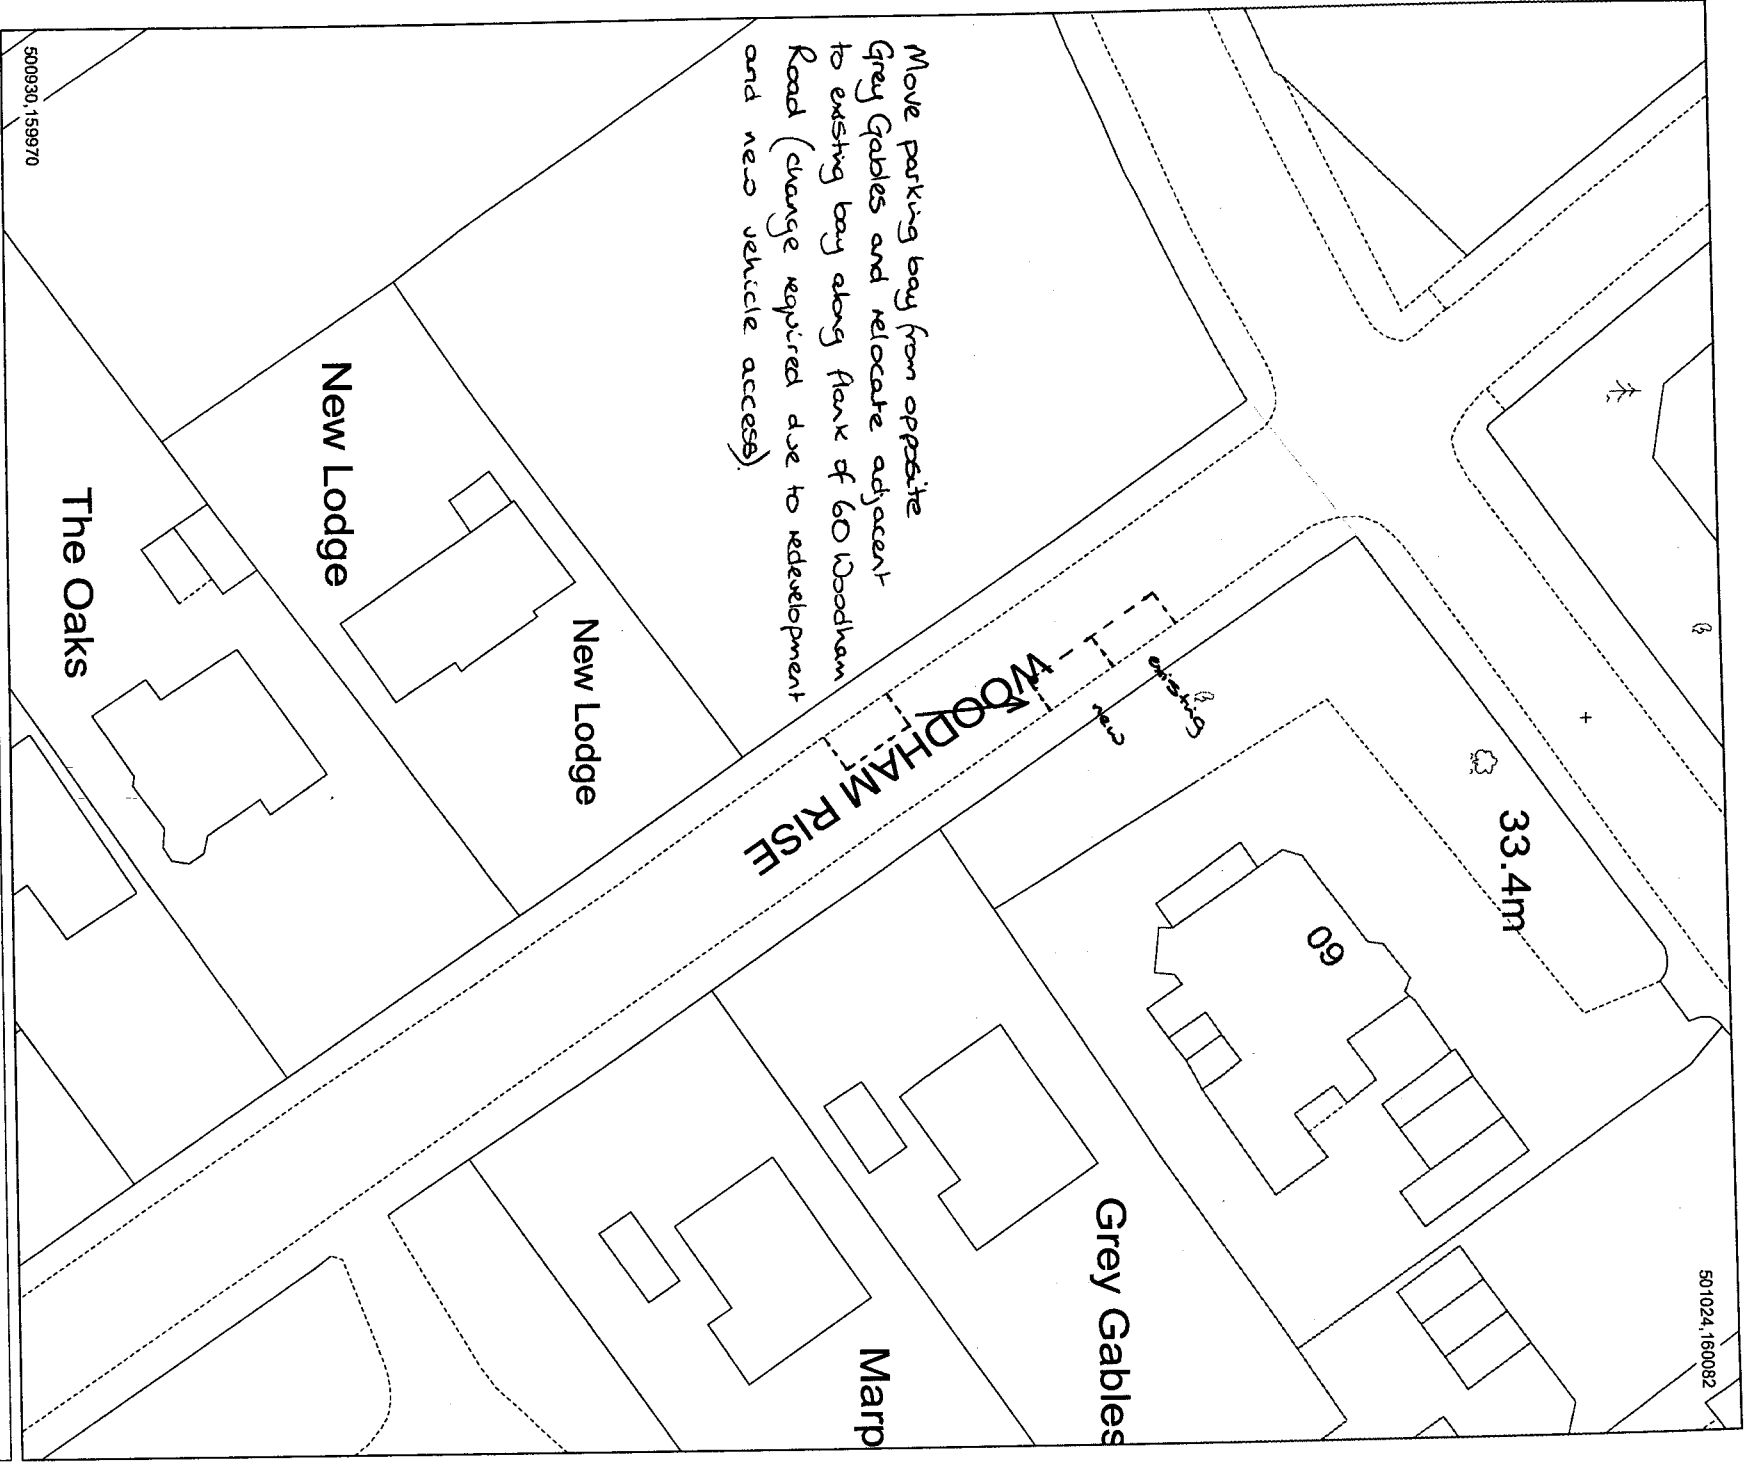 Move parking bay from opposite
Grey Gables and relocate adjacent
to existing bay along flank of 60 Woodham
Road (change required due to redevelopment
and new vehicle access).
existing
new
WOODHAM RISE
33.4m
60
New Lodge
New Lodge
The Oaks
Grey Gables
Marp
500930,159970
501024,160082